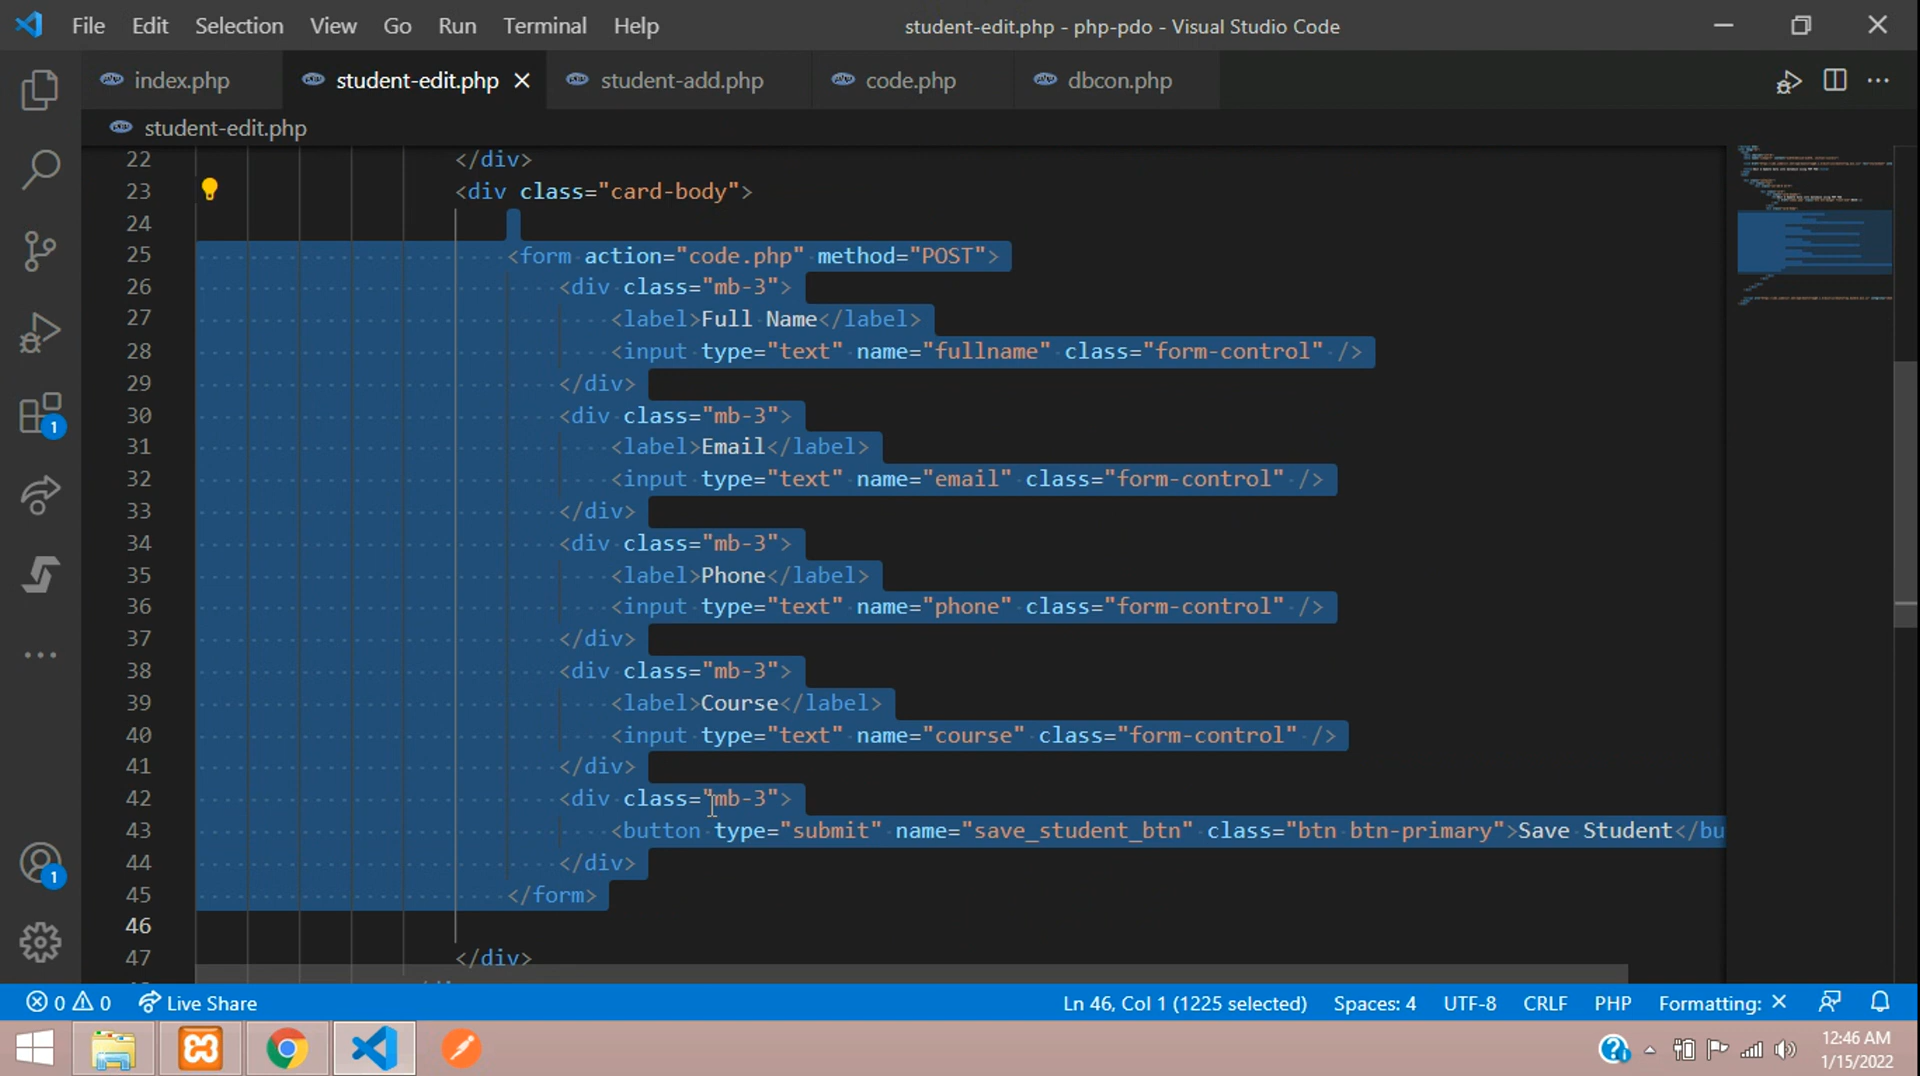 File Edit Selection View Go Run Terminal Help student-edit.php - php-pdo - Visual Studio Code
index.php student-edit.php student-add.php code.php dbcon.php
student-edit.php
22 </div>
23 <div class="card-body">
24
25 <form action="code.php" method="POST">
26 <div class="mb-3">
27 <label>Full Name</label>
28 <input type="text" name="fullname" class="form-control" />
29 </div>
30 <div class="mb-3">
31 <label>Email</label>
32 <input type="text" name="email" class="form-control" />
33 </div>
34 <div class="mb-3">
35 <label>Phone</label>
36 <input type="text" name="phone" class="form-control" />
37 </div>
38 <div class="mb-3">
39 <label>Course</label>
40 <input type="text" name="course" class="form-control" />
41 </div>
42 <div class="mb-3">
43 <button type="submit" name="save_student_btn" class="btn btn-primary">Save Student</bu
44 </div>
45 </form>
46
47 </div>
1
1
0 0 Live Share Ln 46, Col 1 (1225 selected) Spaces: 4 UTF-8 CRLF PHP Formatting: ×
12:46 AM
1/15/2022